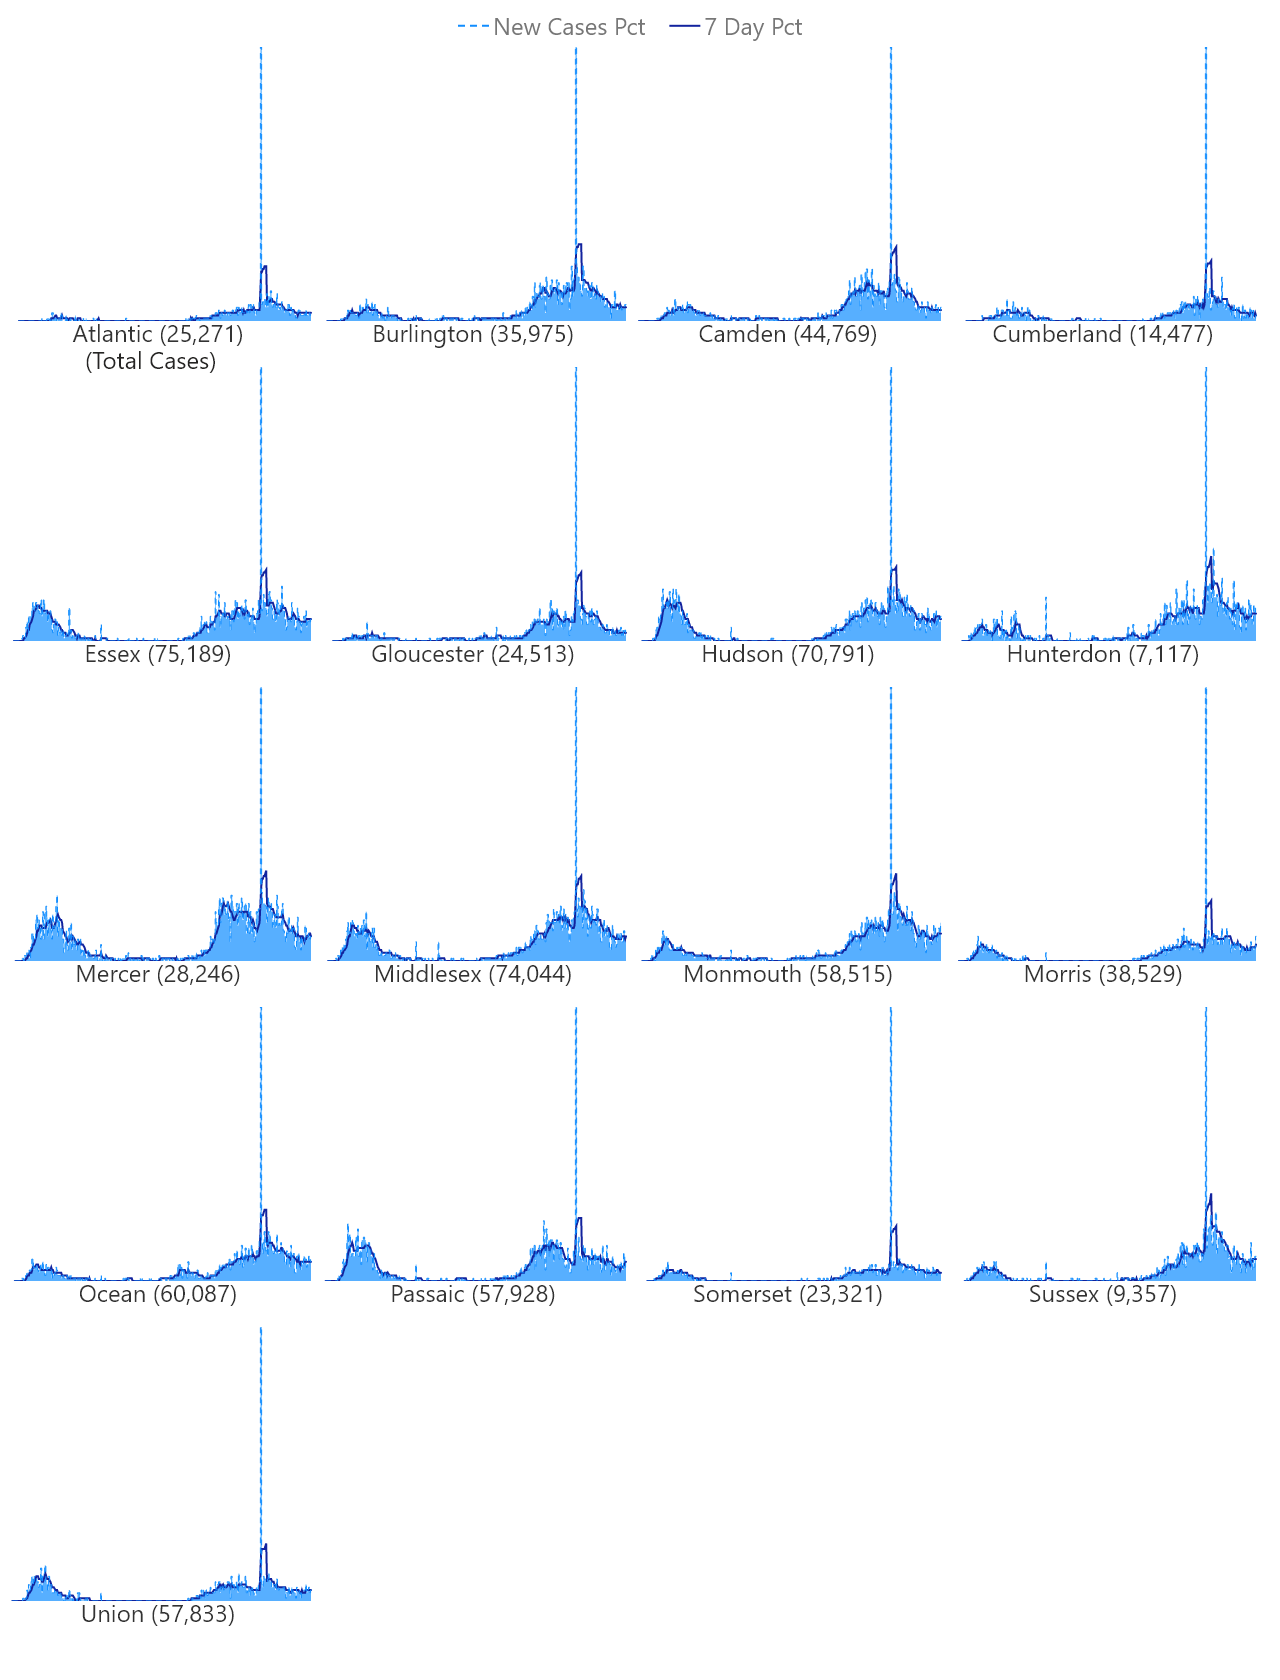 New Cases Pct 7 Day Pct
Atlantic (25,271)
(Total Cases)
Burlington (35,975)
Camden (44,769)
Cumberland (14,477)
Essex (75,189)
Gloucester (24,513)
Hudson (70,791)
Hunterdon (7,117)
Mercer (28,246)
Middlesex (74,044)
Monmouth (58,515)
Morris (38,529)
Ocean (60,087)
Passaic (57,928)
Somerset (23,321)
Sussex (9,357)
Union (57,833)